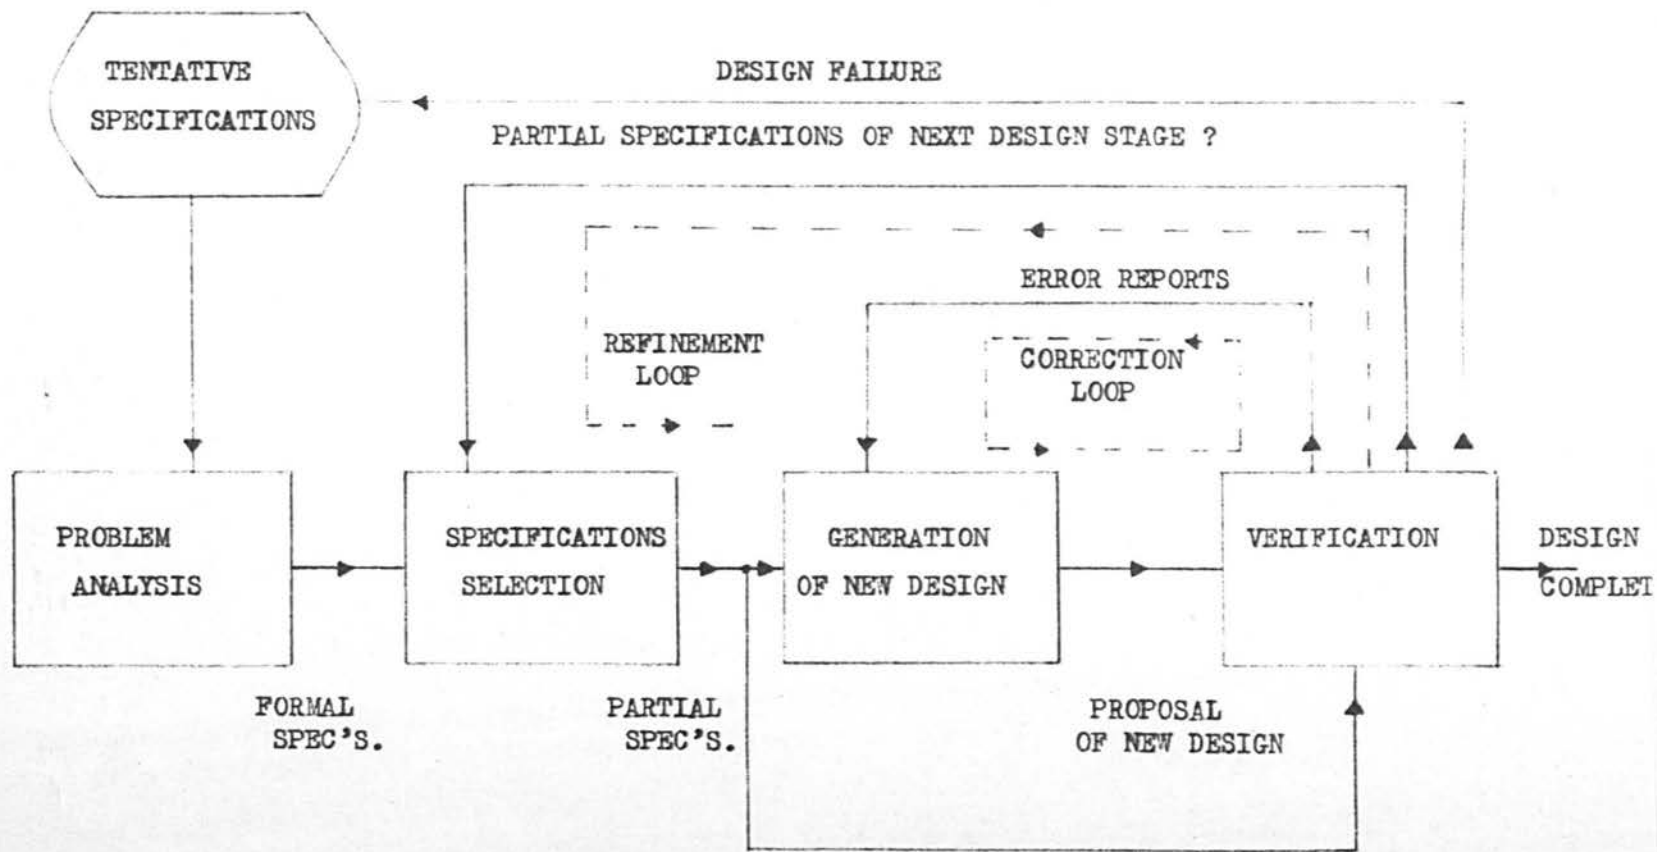 TENTATIVE
SPECIFICATIONS
DESIGN FAILURE
PARTIAL SPECIFICATIONS OF NEXT DESIGN STAGE ?
ERROR REPORTS
REFINEMENT
LOOP
CORRECTION
LOOP
PROBLEM
ANALYSIS
SPECIFICATIONS
SELECTION
GENERATION
OF NEW DESIGN
VERIFICATION
DESIGN
COMPLET
FORMAL
SPEC'S.
PARTIAL
SPEC'S.
PROPOSAL
OF NEW DESIGN